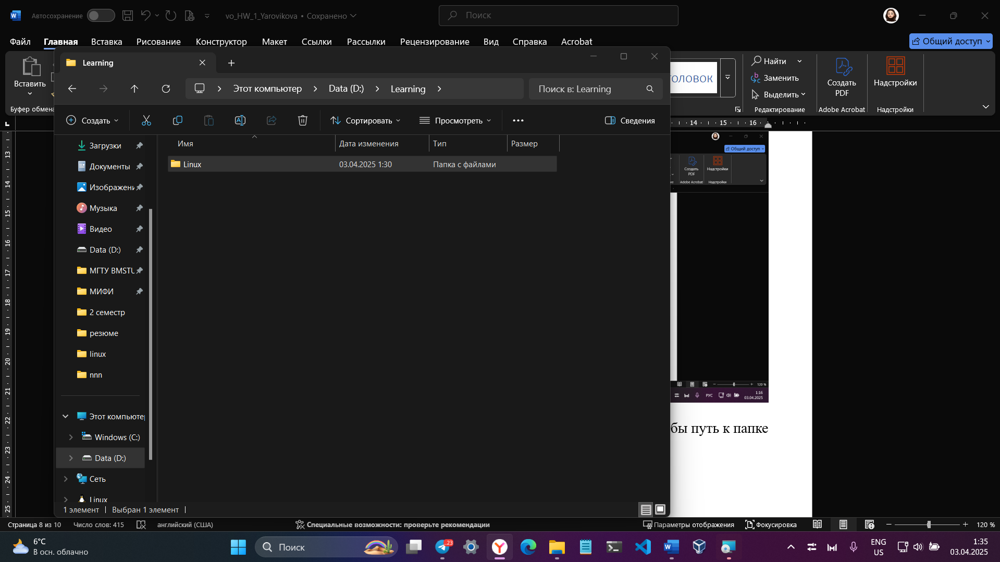 Автосохранение
vo_HW_1_Yarovikova • Сохранено
Поиск
Файл
Главная
Вставка
Рисование
Конструктор
Макет
Ссылки
Рассылки
Рецензирование
Вид
Справка
Acrobat
Общий доступ
Вставить
Буфер обмена
Learning
Этот компьютер
Data (D:)
Learning
Поиск в: Learning
ГОЛОВОК
Найти
Заменить
Выделить
Редактирование
Создать
PDF
Adobe Acrobat
Надстройки
Надстройки
Создать
Сортировать
Просмотреть
Сведения
14 15 16
Имя
Дата изменения
Тип
Размер
Linux
03.04.2025 1:30
Папка с файлами
Загрузки
Документы
Изображени
Музыка
Видео
Data (D:)
МГТУ BMSTU
МИФИ
2 семестр
резюме
linux
nnn
Этот компьютер
Windows (C:)
Data (D:)
Сеть
Linux
1 элемент
Выбран 1 элемент
13
14
15
16
17
18
19
20
21
22
23
24
25
Общий доступ
Создать
PDF
Надстройки
Adobe Acrobat
Надстройки
120 %
РУС
1:16
03.04.2025
бы путь к папке
Страница 8 из 10
Число слов: 415
английский (США)
Специальные возможности: проверьте рекомендации
Параметры отображения
Фокусировка
120 %
6°C
В осн. облачно
Поиск
23
ENG
US
1:35
03.04.2025